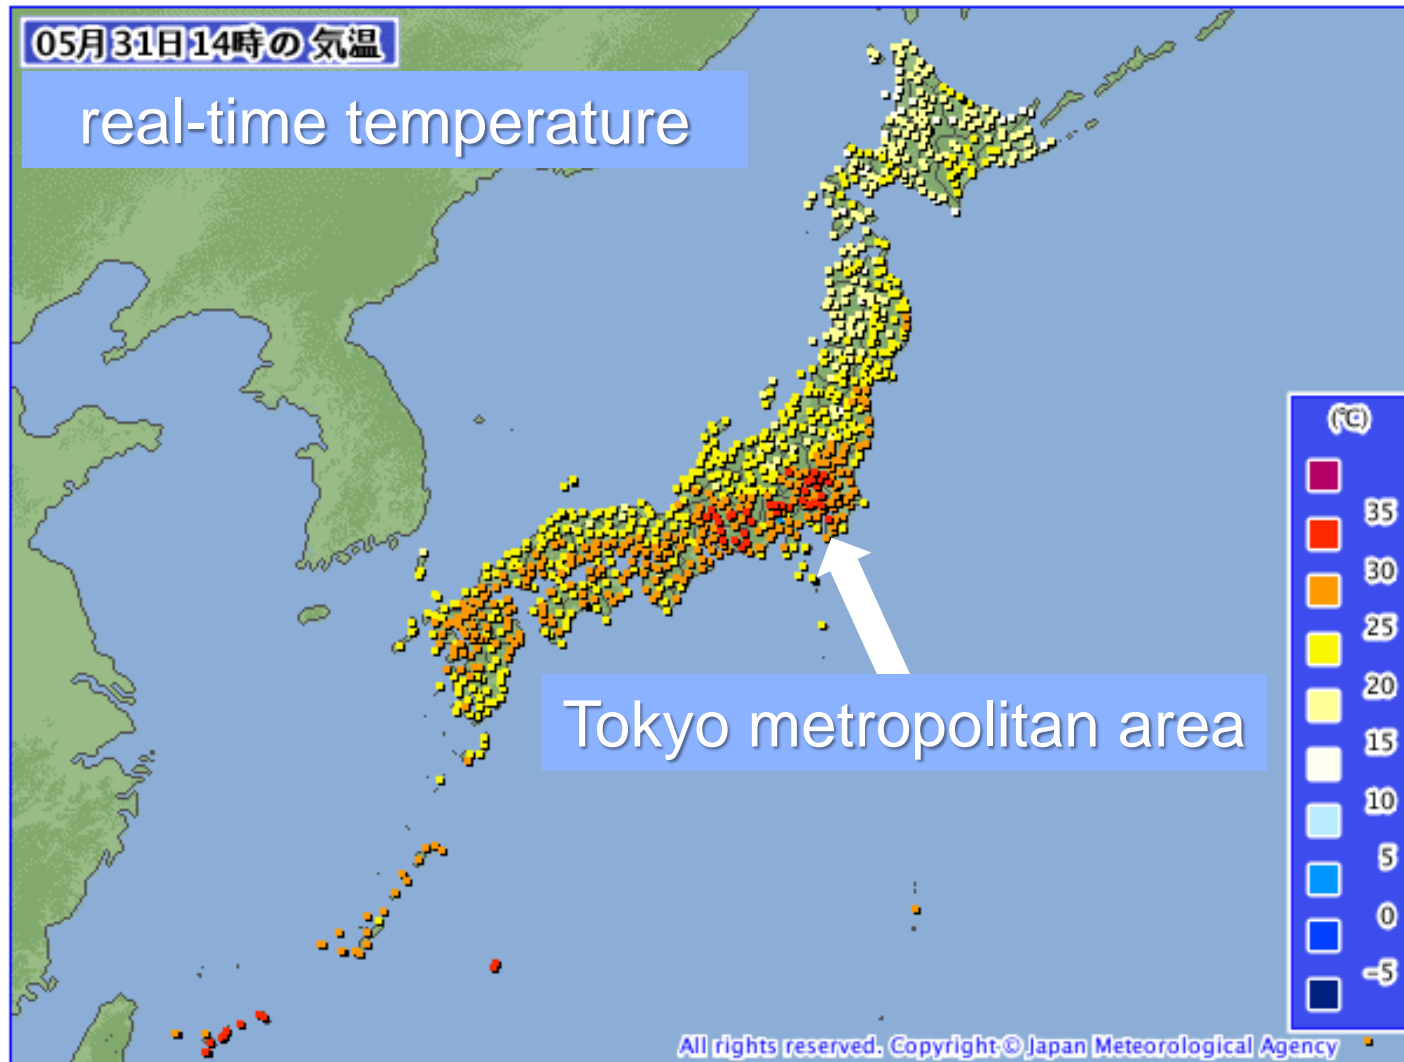 05月31日14時の 気温
real-time temperature
Tokyo metropolitan area
(℃)
35
30
25
20
15
10
5
0
-5
All rights reserved. Copyright © Japan Meteorological Agency